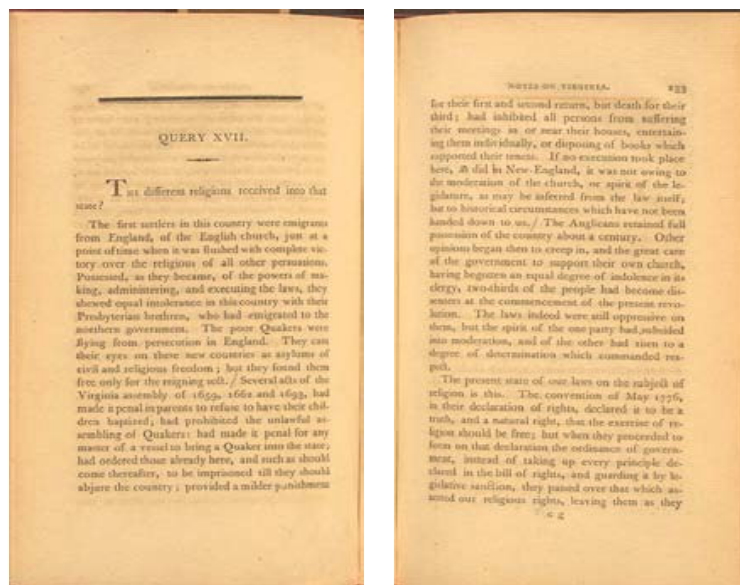 QUERY XVII.
THE different religions received into that
state?
The first settlers in this country were emigrants
from England, of the English church, just at a
point of time when it was flushed with complete vic-
tory over the religious of all other persuasions.
Possessed, as they became, of the powers of ma-
king, administering, and executing the laws, they
shewed equal intolerance in this country with their
Presbyterian brethren, who had emigrated to the
northern government. The poor Quakers were
flying from persecution in England. They cast
their eyes on these new countries as asylums of
civil and religious freedom; but they found them
free only for the reigning sect. / Several acts of the
Virginia assembly of 1659, 1662 and 1693, had
made it penal in parents to refuse to have their chil-
dren baptized; had prohibited the unlawful as-
sembling of Quakers: had made it penal for any
master of a vessel to bring a Quaker into the state;
had ordered those already here, and such as should
come thereafter, to be imprisoned till they should
abjure the country; provided a milder punishment
NOTES ON VIRGINIA. 233
for their first and second return, but death for their
third; had inhibited all persons from suffering
their meetings in or near their houses, entertain-
ing them individually, or disposing of books which
supported their tenets. If no execution took place
here, as did in New-England, it was not owing to
the moderation of the church, or spirit of the le-
gislature, as may be inferred from the law itself;
but to historical circumstances which have not been
handed down to us. / The Anglicans retained full
possession of the country about a century. Other
opinions began then to creep in, and the great care
of the government to support their own church,
having begotten an equal degree of indolence in its
clergy, two-thirds of the people had become dis-
senters at the commencement of the present revo-
lution. The laws indeed were still oppressive on
them, but the spirit of the one party had subsided
into moderation, and of the other had risen to a
degree of determination which commanded res-
pect.
The present state of our laws on the subject of
religion is this. The convention of May 1776,
in their declaration of rights, declared it to be a
truth, and a natural right, that the exercise of re-
ligion should be free; but when they proceeded to
form on that declaration the ordinance of govern-
ment, instead of taking up every principle de-
clared in the bill of rights, and guarding it by le-
gislative sanction, they passed over that which as-
serted our religious rights, leaving them as they
G g